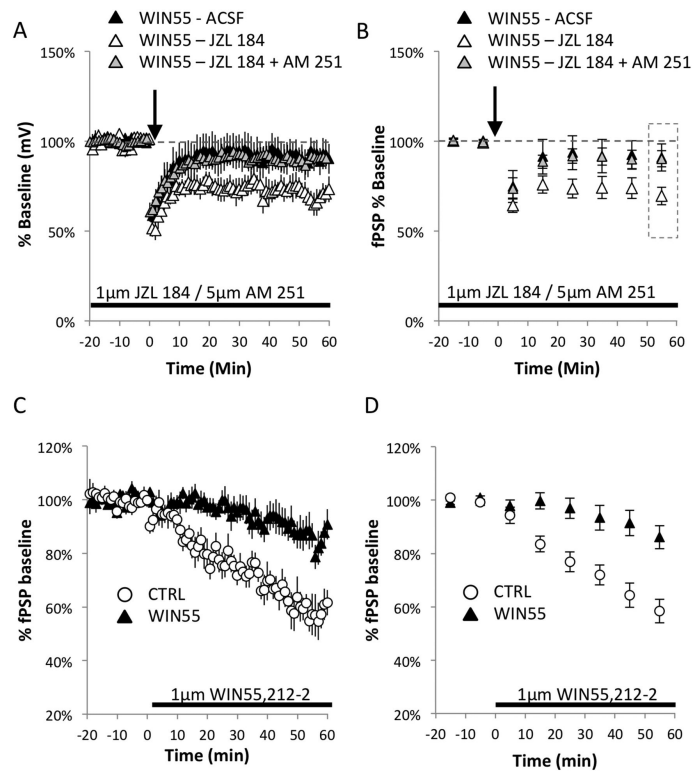 A
WIN55 - ACSF
WIN55 – JZL 184
WIN55 – JZL 184 + AM 251
150%
100%
50%
0%
% Baseline (mV)
1µm JZL 184 / 5µm AM 251
-20 -10 0 10 20 30 40 50 60
Time (Min)
B
WIN55 - ACSF
WIN55 – JZL 184
WIN55 – JZL 184 + AM 251
150%
100%
50%
0%
fPSP % Baseline
1µm JZL 184 / 5µm AM 251
-20 -10 0 10 20 30 40 50 60
Time (Min)
C
120%
100%
80%
60%
40%
20%
% fPSP baseline
CTRL
WIN55
1µm WIN55,212-2
-20 -10 0 10 20 30 40 50 60
Time (min)
D
120%
100%
80%
60%
40%
20%
% fPSP baseline
CTRL
WIN55
1µm WIN55,212-2
-20 -10 0 10 20 30 40 50 60
Time (min)